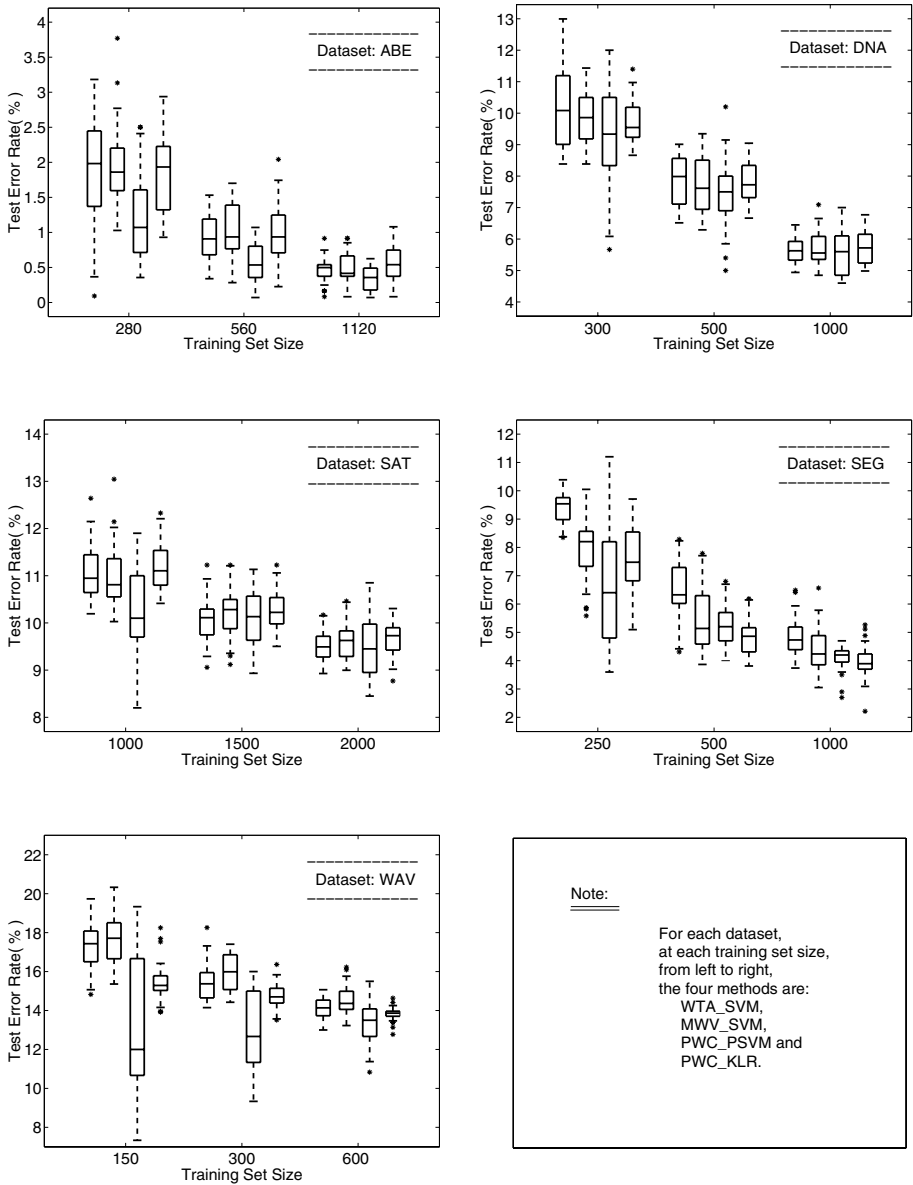 4
3.5
3
2.5
2
1.5
1
0.5
0
Test Error Rate( % )
Dataset: ABE
280 560 1120
Training Set Size
13
12
11
10
9
8
7
6
5
4
Test Error Rate( % )
Dataset: DNA
300 500 1000
Training Set Size
14
13
12
11
10
9
8
Test Error Rate( % )
Dataset: SAT
1000 1500 2000
Training Set Size
12
11
10
9
8
7
6
5
4
3
2
Test Error Rate( % )
Dataset: SEG
250 500 1000
Training Set Size
22
20
18
16
14
12
10
8
Test Error Rate( % )
Dataset: WAV
150 300 600
Training Set Size
Note:
For each dataset,
at each training set size,
from left to right,
the four methods are:
WTA_SVM,
MWV_SVM,
PWC_PSVM and
PWC_KLR.